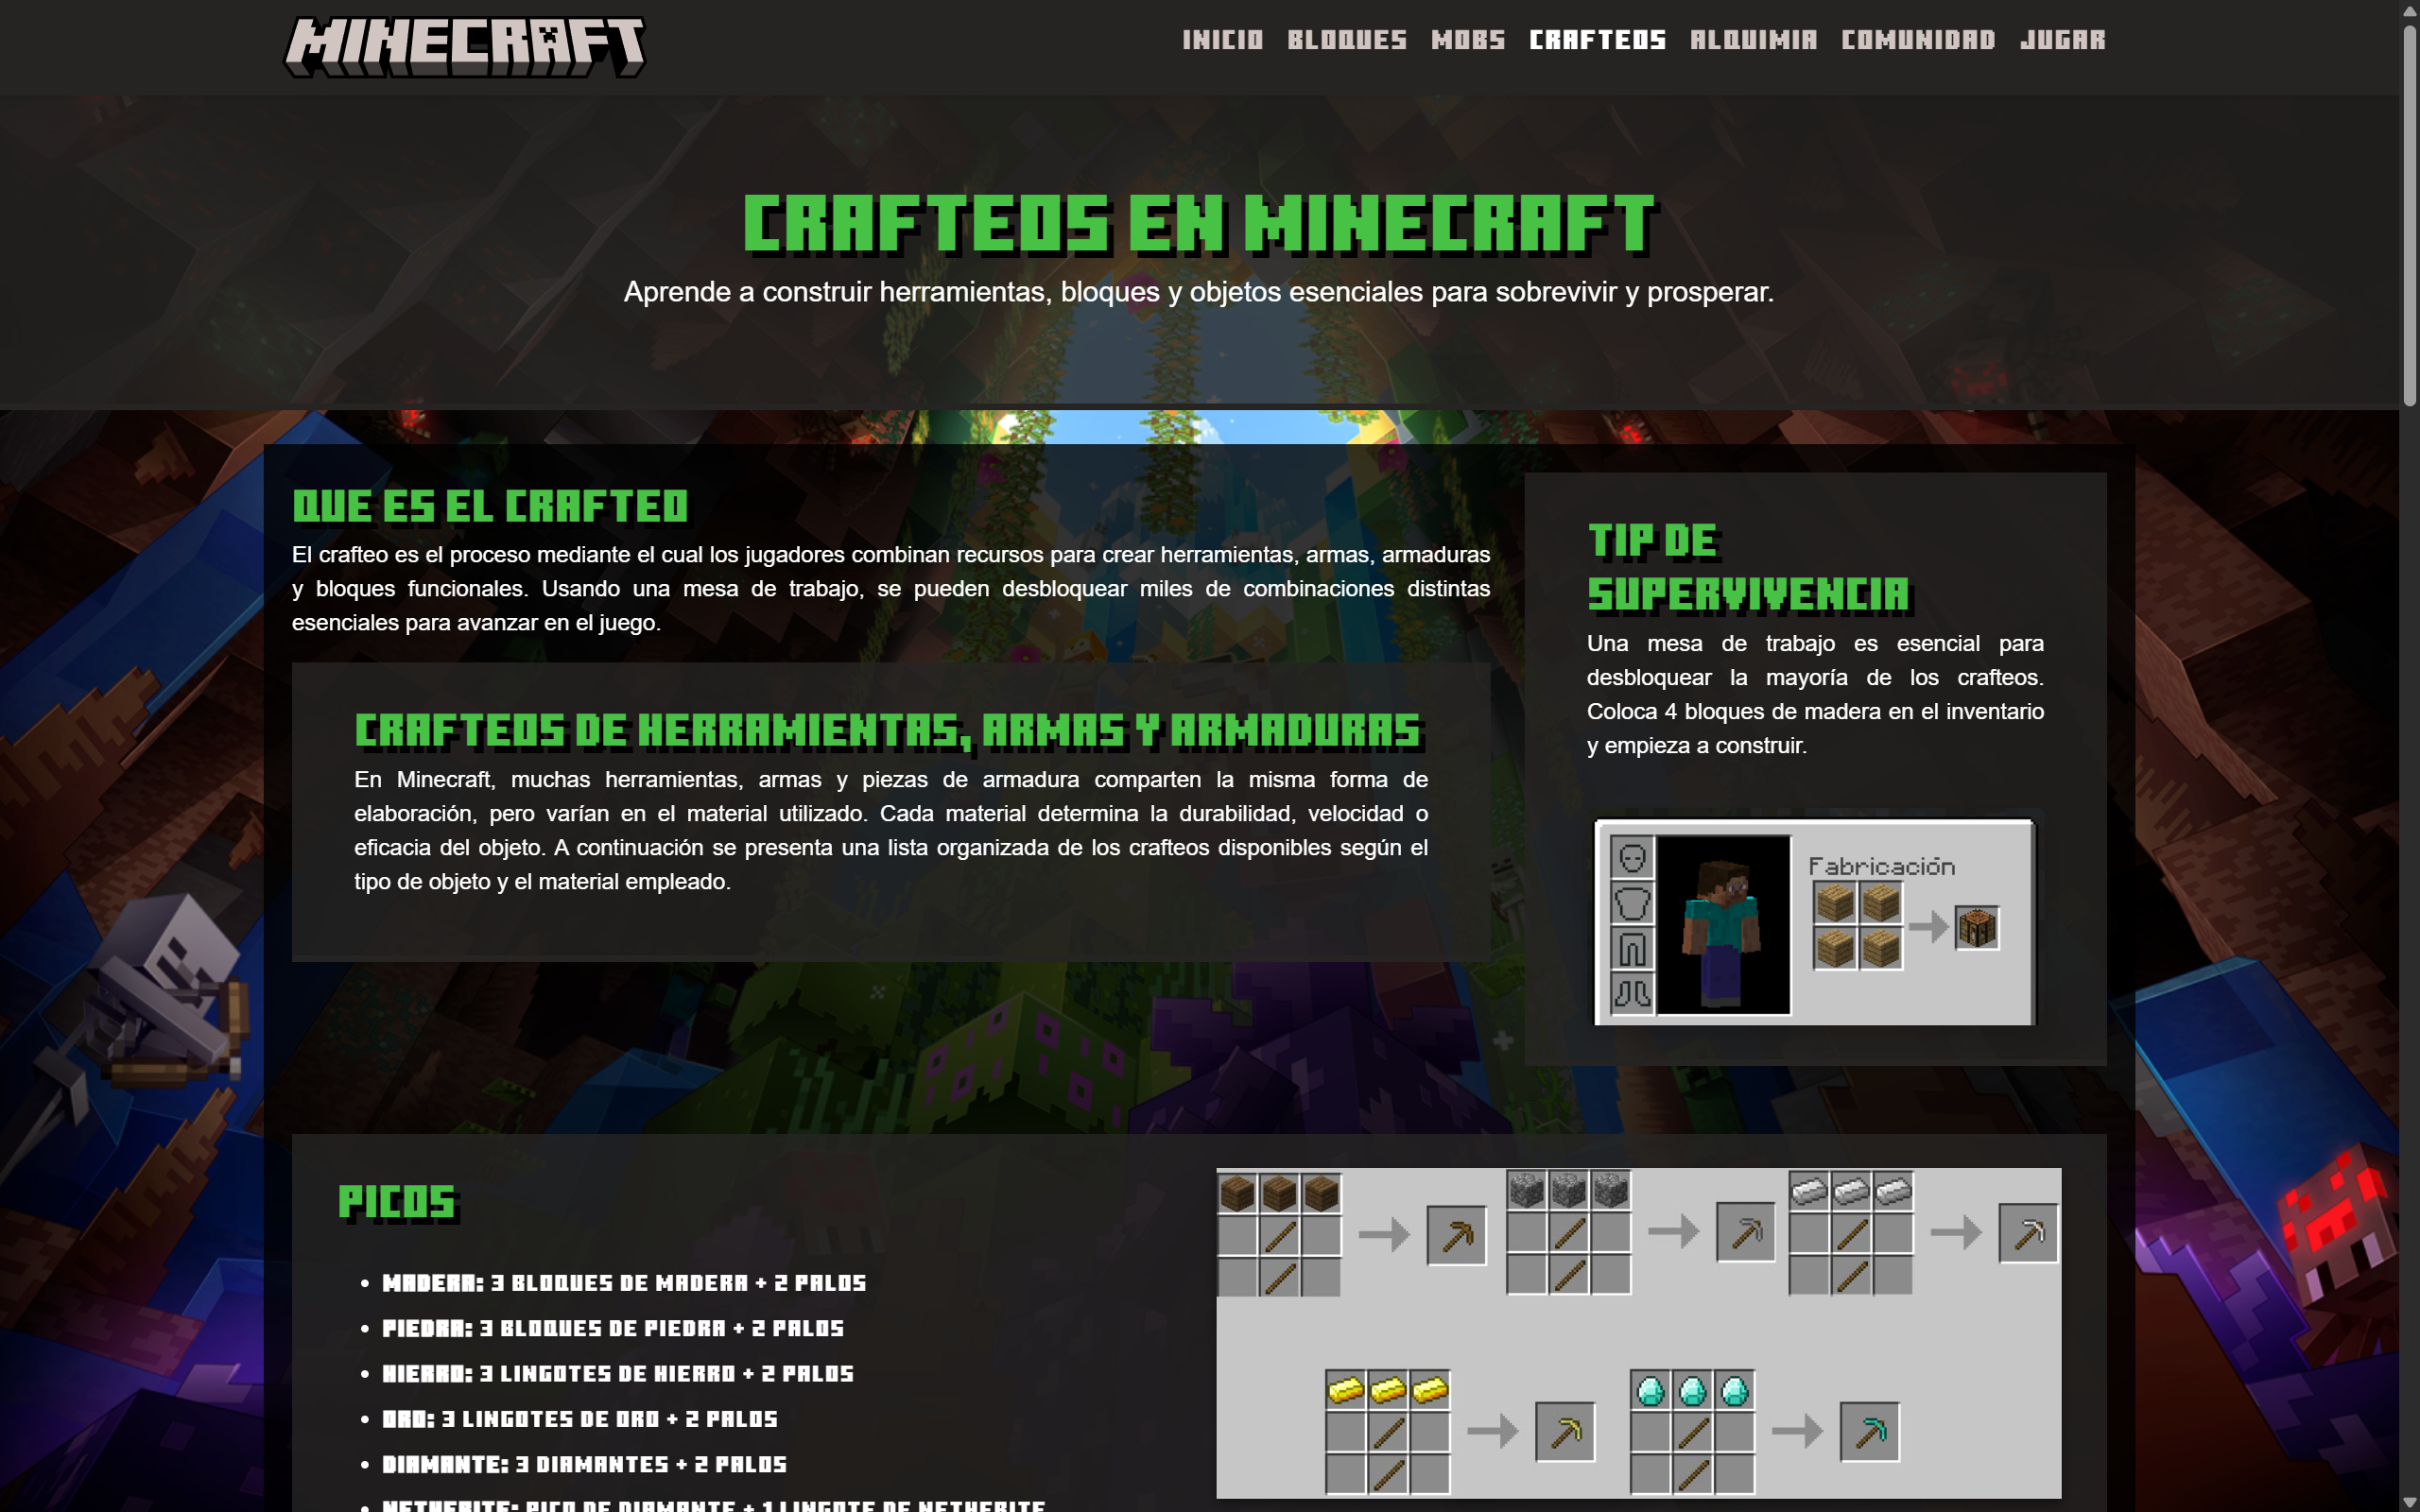 MINECRAFT
INICIO BLOQUES MOBS CRAFTEOS ALQUIMIA COMUNIDAD JUGAR
CRAFTEOS EN MINECRAFT
Aprende a construir herramientas, bloques y objetos esenciales para sobrevivir y prosperar.
QUE ES EL CRAFTEO
El crafteo es el proceso mediante el cual los jugadores combinan recursos para crear herramientas, armas, armaduras
y bloques funcionales. Usando una mesa de trabajo, se pueden desbloquear miles de combinaciones distintas
esenciales para avanzar en el juego.
CRAFTEOS DE HERRAMIENTAS, ARMAS Y ARMADURAS
En Minecraft, muchas herramientas, armas y piezas de armadura comparten la misma forma de
elaboración, pero varían en el material utilizado. Cada material determina la durabilidad, velocidad o
eficacia del objeto. A continuación se presenta una lista organizada de los crafteos disponibles según el
tipo de objeto y el material empleado.
TIP DE
SUPERVIVENCIA
Una mesa de trabajo es esencial para
desbloquear la mayoría de los crafteos.
Coloca 4 bloques de madera en el inventario
y empieza a construir.
Fabricación
PICOS
• MADERA: 3 BLOQUES DE MADERA + 2 PALOS
• PIEDRA: 3 BLOQUES DE PIEDRA + 2 PALOS
• HIERRO: 3 LINGOTES DE HIERRO + 2 PALOS
• ORO: 3 LINGOTES DE ORO + 2 PALOS
• DIAMANTE: 3 DIAMANTES + 2 PALOS
• NETHERITE: PICO DE DIAMANTE + 1 LINGOTE DE NETHERITE